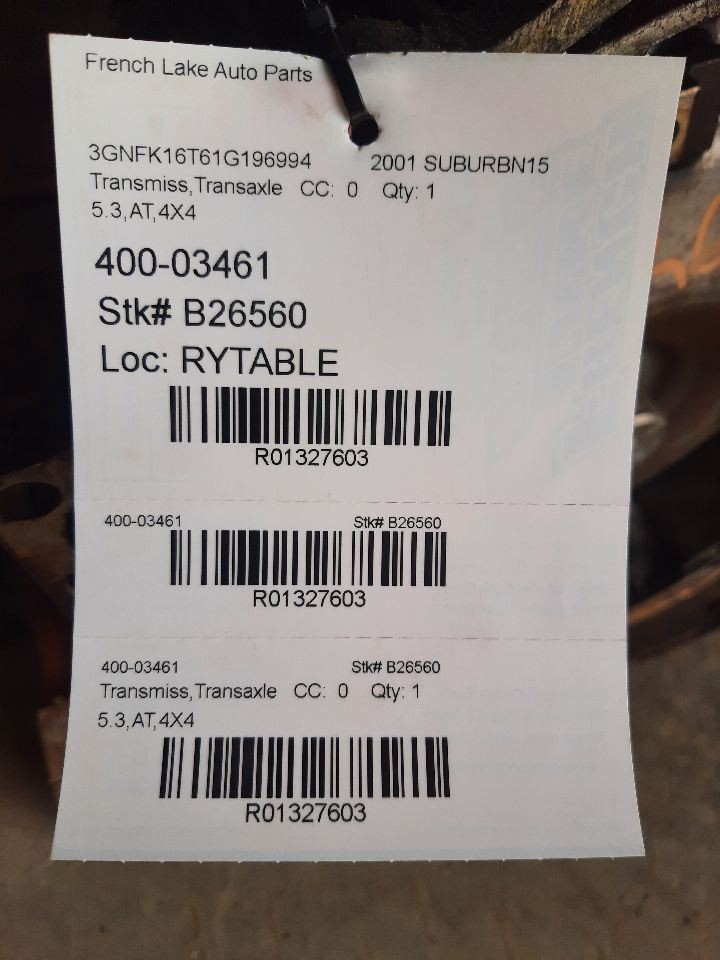 French Lake Auto Parts
3GNFK16T61G196994 2001 SUBURBN15
Transmiss,Transaxle CC: 0 Qty: 1
5.3,AT,4X4
400-03461
Stk# B26560
Loc: RYTABLE
R01327603
400-03461 Stk# B26560
R01327603
400-03461 Stk# B26560
Transmiss,Transaxle CC: 0 Qty: 1
5.3,AT,4X4
R01327603